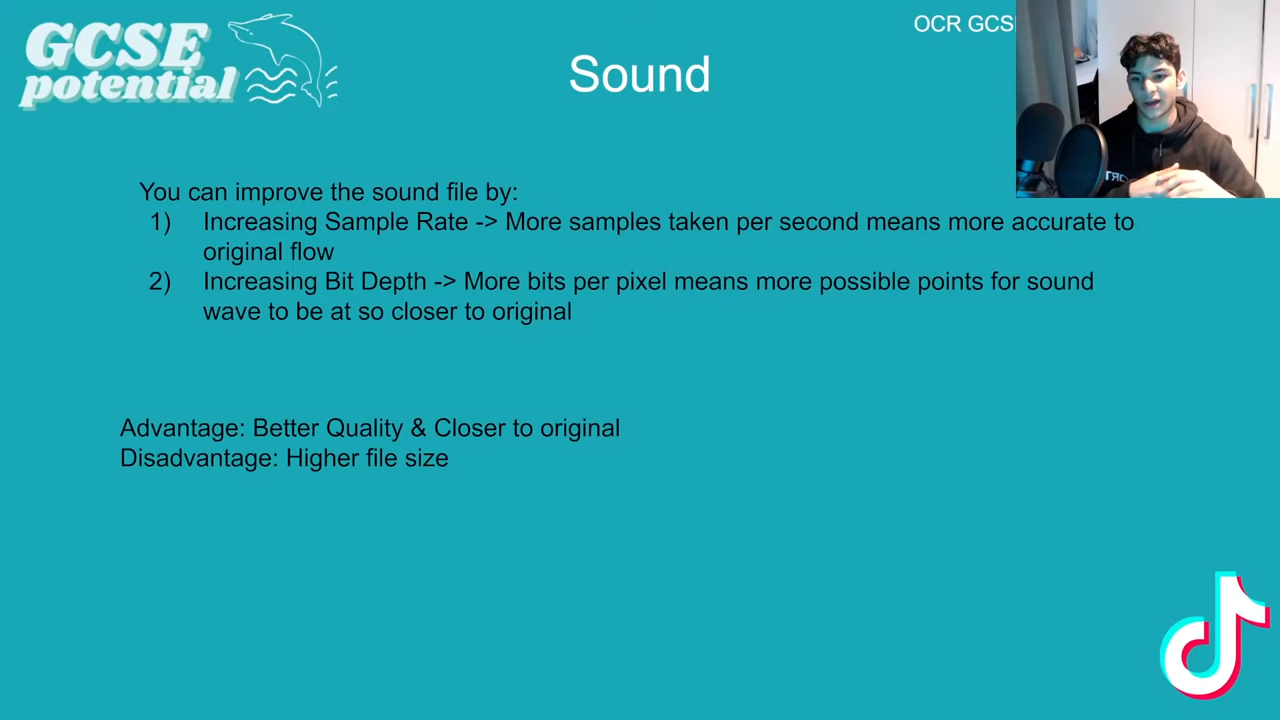 GCSE
potential
OCR GCS
Sound
You can improve the sound file by:
1) Increasing Sample Rate -> More samples taken per second means more accurate to
original flow
2) Increasing Bit Depth -> More bits per pixel means more possible points for sound
wave to be at so closer to original
Advantage: Better Quality & Closer to original
Disadvantage: Higher file size